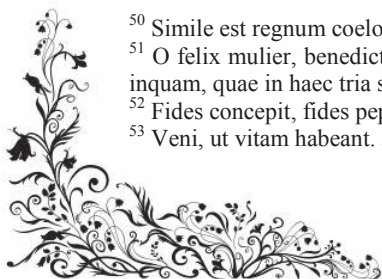 50 Simile est regnum coelo
51 O felix mulier, benedict
inquam, quae in haec tria s
52 Fides concepit, fides pep
53 Veni, ut vitam habeant.